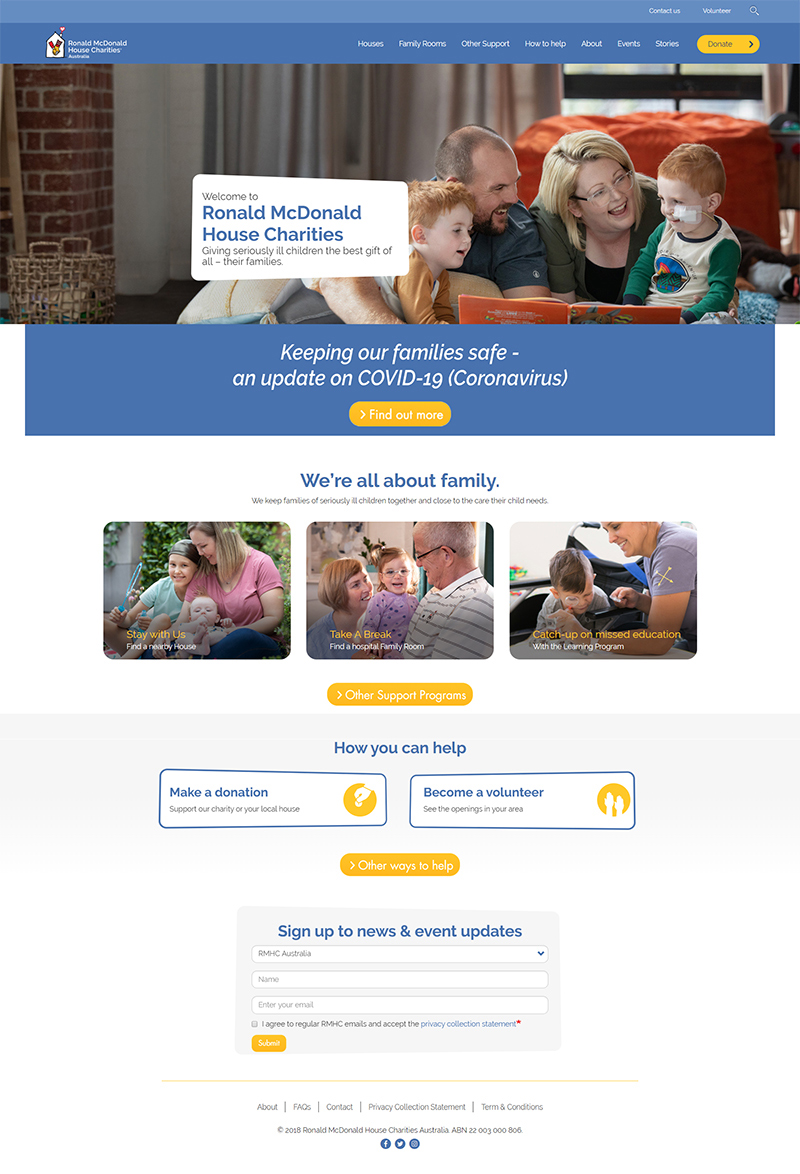 Contact us Volunteer
Ronald McDonald
House Charities®
Australia
Houses Family Rooms Other Support How to help About Events Stories Donate
Welcome to
Ronald McDonald
House Charities
Giving seriously ill children the best gift of
all – their families.
Keeping our families safe -
an update on COVID-19 (Coronavirus)
Find out more
We're all about family.
We keep families of seriously ill children together and close to the care their child needs.
Stay with Us
Find a nearby House
Take A Break
Find a hospital Family Room
Catch-up on missed education
With the Learning Program
Other Support Programs
How you can help
Make a donation
Support our charity or your local house
Become a volunteer
See the openings in your area
Other ways to help
Sign up to news & event updates
RMHC Australia
Name
Enter your email
I agree to regular RMHC emails and accept the privacy collection statement*
Submit
About | FAQs | Contact | Privacy Collection Statement | Term & Conditions
© 2018 Ronald McDonald House Charities Australia. ABN 22 003 000 806.